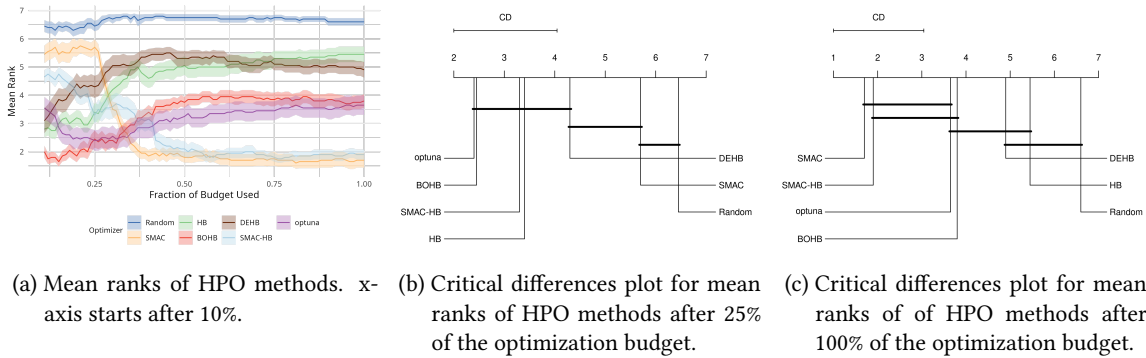 7
6
5
4
3
2
Mean Rank
0.25
0.50
0.75
1.00
Fraction of Budget Used
Optimizer
Random
HB
DEHB
optuna
SMAC
BOHB
SMAC-HB
CD
2
3
4
5
6
7
optuna
BOHB
SMAC-HB
HB
DEHB
SMAC
Random
CD
1
2
3
4
5
6
7
SMAC
SMAC-HB
optuna
BOHB
DEHB
HB
Random
(a) Mean ranks of HPO methods. x-
axis starts after 10%.
(b) Critical differences plot for mean
ranks of HPO methods after 25%
of the optimization budget.
(c) Critical differences plot for mean
ranks of of HPO methods after
100% of the optimization budget.